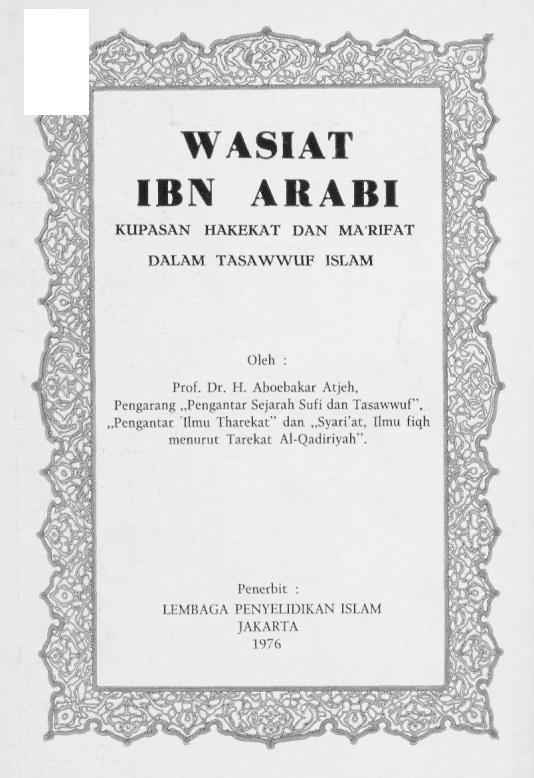 WASIAT
IBN ARABI
KUPASAN HAKEKAT DAN MA'RIFAT
DALAM TASAWWUF ISLAM
Oleh :
Prof. Dr. H. Aboebakar Atjeh,
Pengarang „Pengantar Sejarah Sufi dan Tasawwuf”,
„Pengantar 'Ilmu Tharekat” dan „Syari'at, Ilmu fiqh
menurut Tarekat Al-Qadiriyah”.
Penerbit :
LEMBAGA PENYELIDIKAN ISLAM
JAKARTA
1976